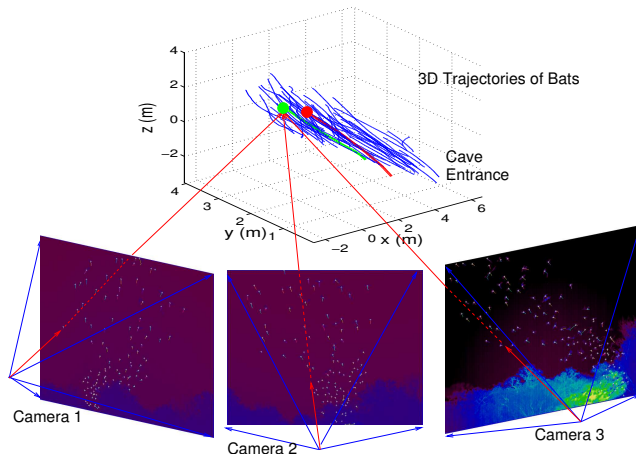 4
2
0
−2
z (m)
4
3
2
1
y (m)
−2
0
2
4
6
x (m)
3D Trajectories of Bats
Cave
Entrance
Camera 1
Camera 2
Camera 3